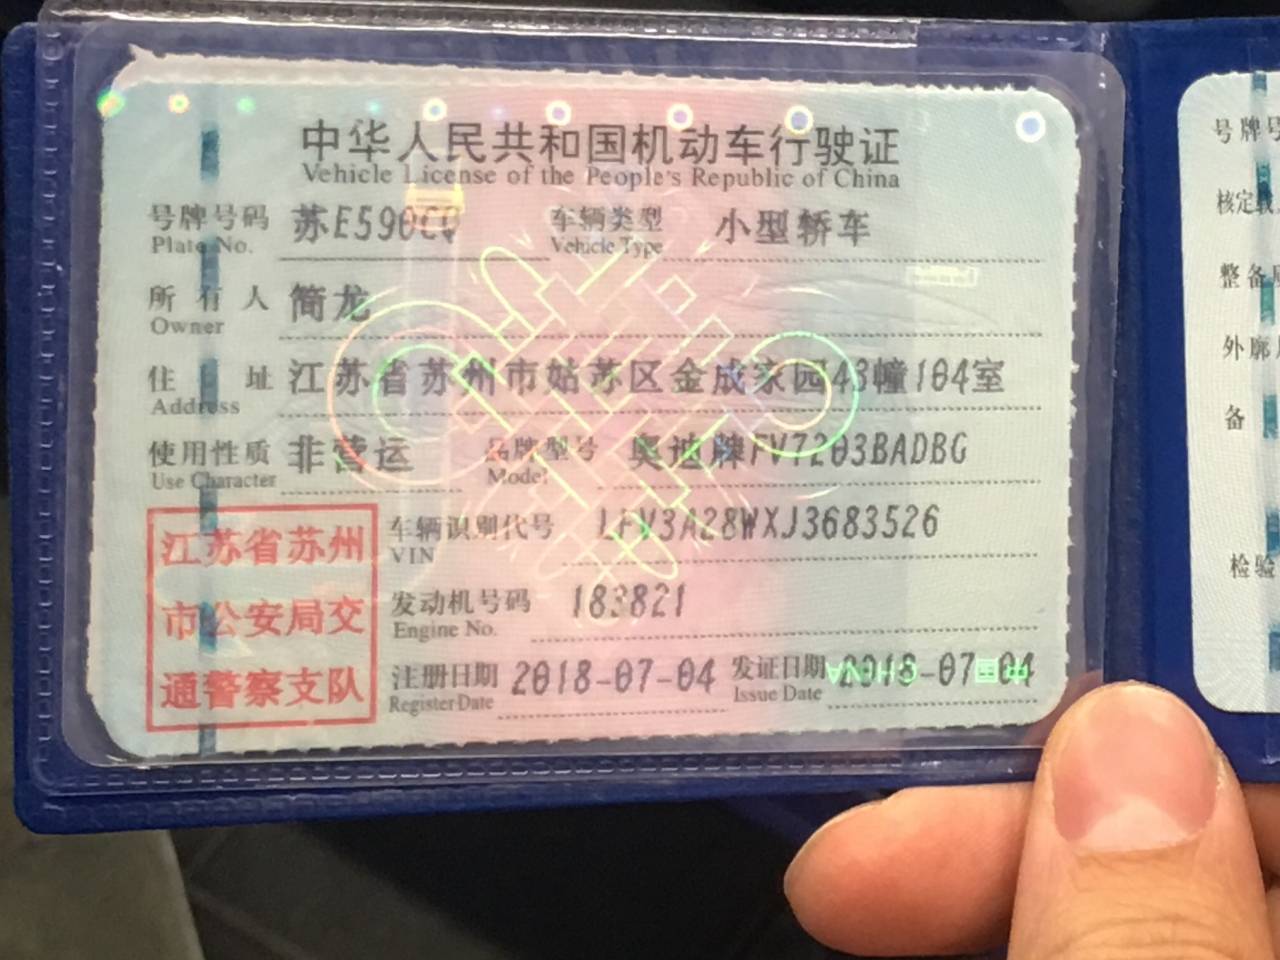 中华人民共和国机动车行驶证
Vehicle License of the People's Republic of China
号牌号码 苏E590CQ 车辆类型 小型轿车
Plate No. Vehicle Type
所有人 简龙
Owner
住址 江苏省苏州市姑苏区金成家园43幢104室
Address
使用性质 非营运 品牌型号 奥迪牌FV7203BADBG
Use Character Model
车辆识别代号 LFV3A28WXJ3683526
VIN
发动机号码 183821
Engine No.
注册日期 2018-07-04 发证日期 2018-07-04
Register Date Issue Date
江苏省苏州
市公安局交
通警察支队
中国 CHINA
号牌号
核定
整备
外廓
备
检验